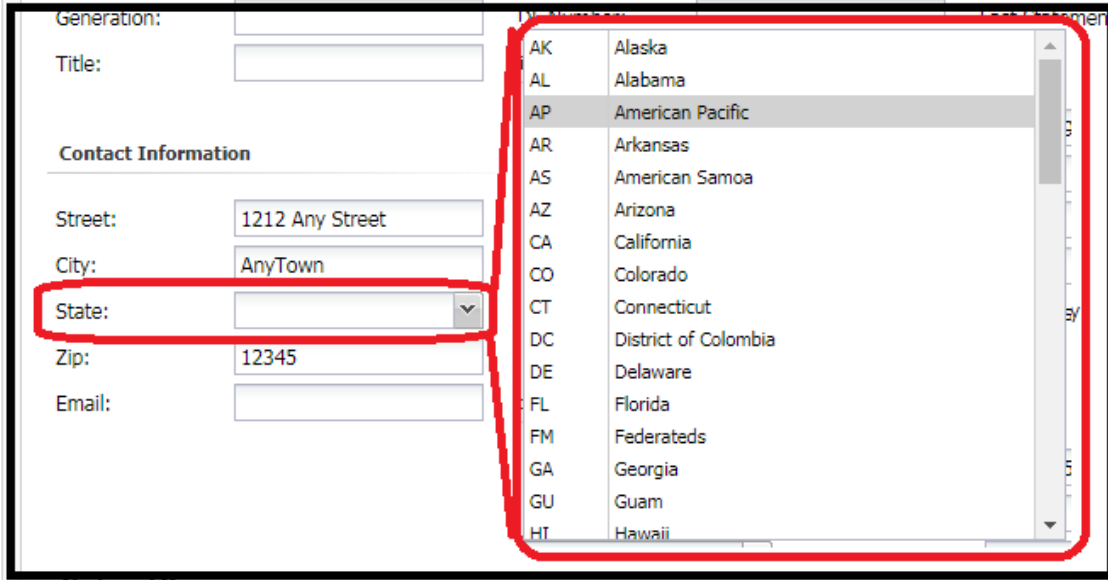 Generation:
Title:
Contact Information
Street: 1212 Any Street
City: AnyTown
State:
Zip: 12345
Email:
AK Alaska
AL Alabama
AP American Pacific
AR Arkansas
AS American Samoa
AZ Arizona
CA California
CO Colorado
CT Connecticut
DC District of Colombia
DE Delaware
FL Florida
FM Federateds
GA Georgia
GU Guam
HI Hawaii